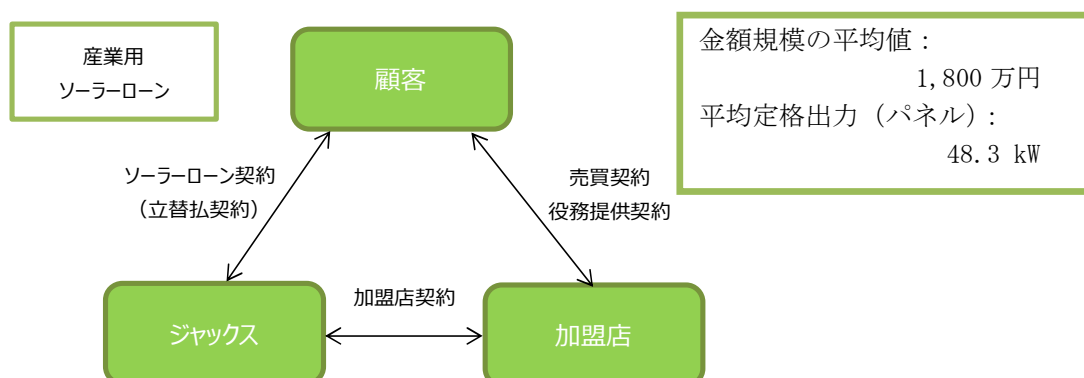 産業用
ソーラーローン
顧客
金額規模の平均値：
1,800 万円
平均定格出力（パネル）：
48.3 kW
ソーラーローン契約
（立替払契約）
売買契約
役務提供契約
ジャックス
加盟店契約
加盟店